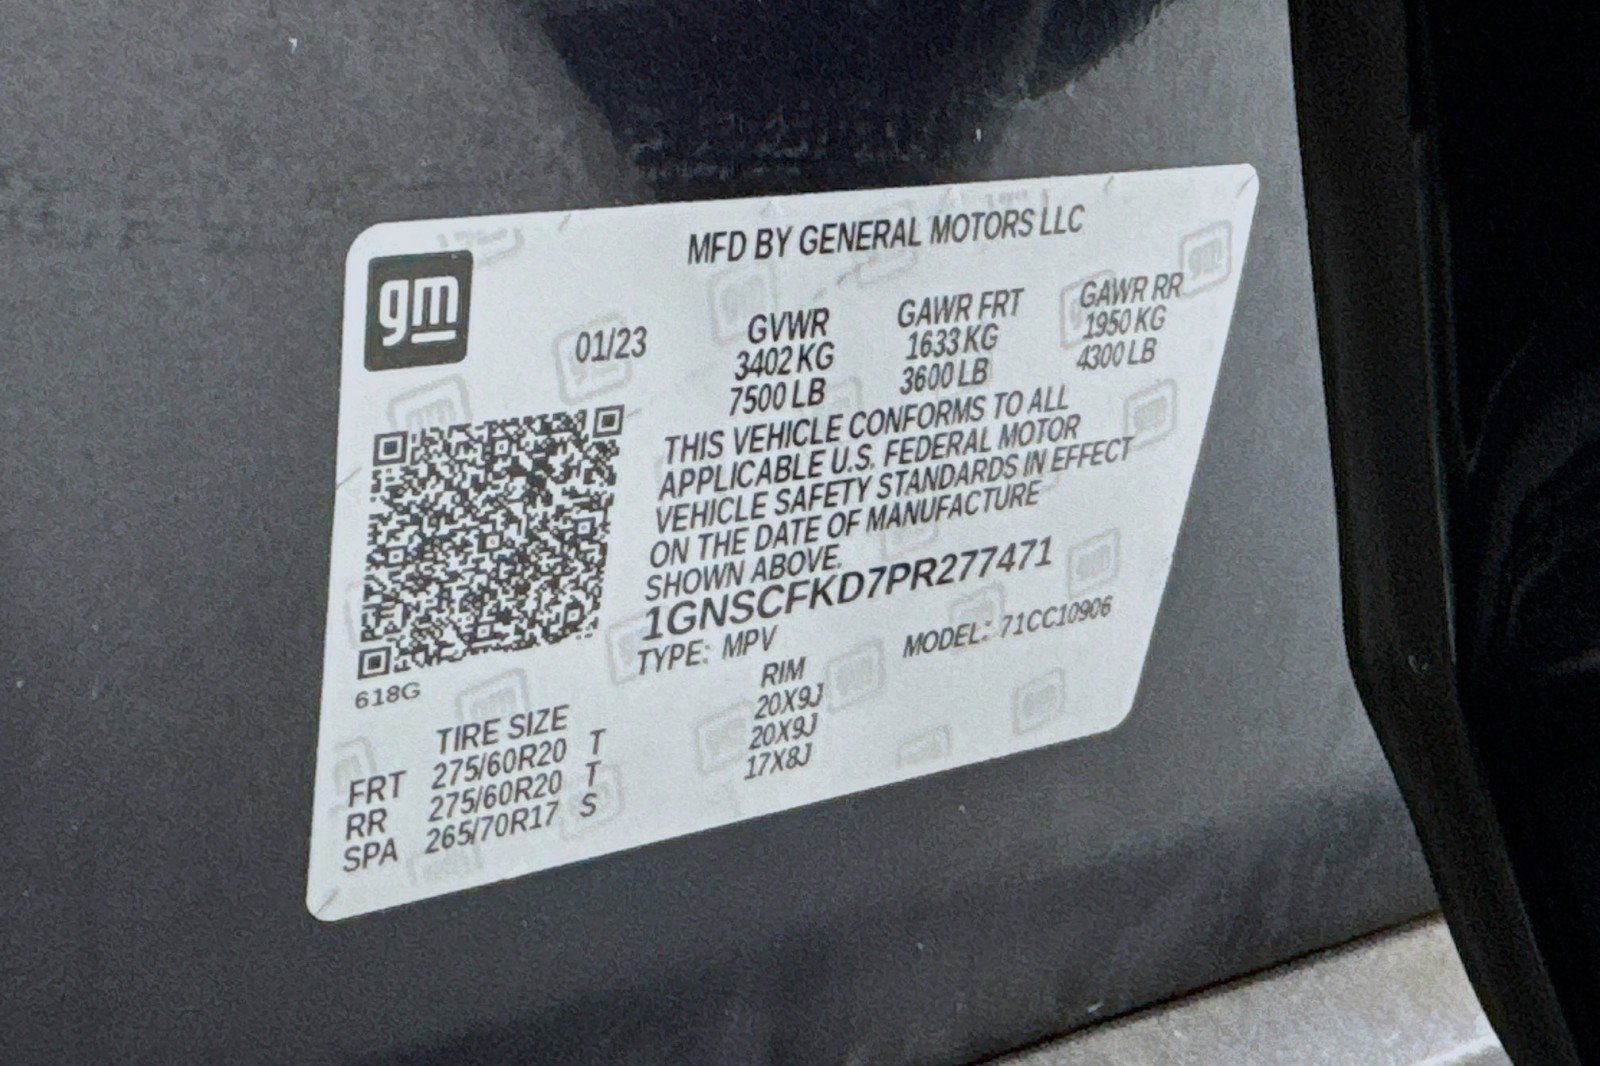 MFD BY GENERAL MOTORS LLC
gm
01/23
GVWR GAWR FRT GAWR RR
3402 KG 1633 KG 1950 KG
7500 LB 3600 LB 4300 LB
THIS VEHICLE CONFORMS TO ALL
APPLICABLE U.S. FEDERAL MOTOR
VEHICLE SAFETY STANDARDS IN EFFECT
ON THE DATE OF MANUFACTURE
SHOWN ABOVE.
1GNSCFKD7PR277471
TYPE: MPV MODEL: 71CC10906
618G
TIRE SIZE RIM
FRT 275/60R20 T 20X9J
RR 275/60R20 T 20X9J
SPA 265/70R17 S 17X8J